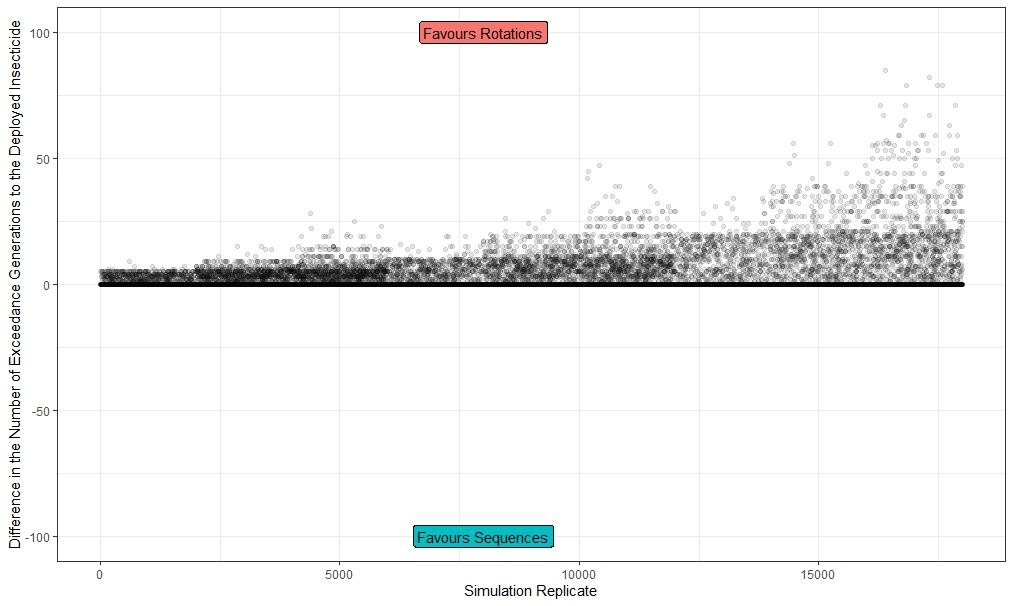 Difference in the Number of Exceedance Generations to the Deployed Insecticide
100
50
0
-50
-100
Favours Rotations
Favours Sequences
0 5000 10000 15000
Simulation Replicate